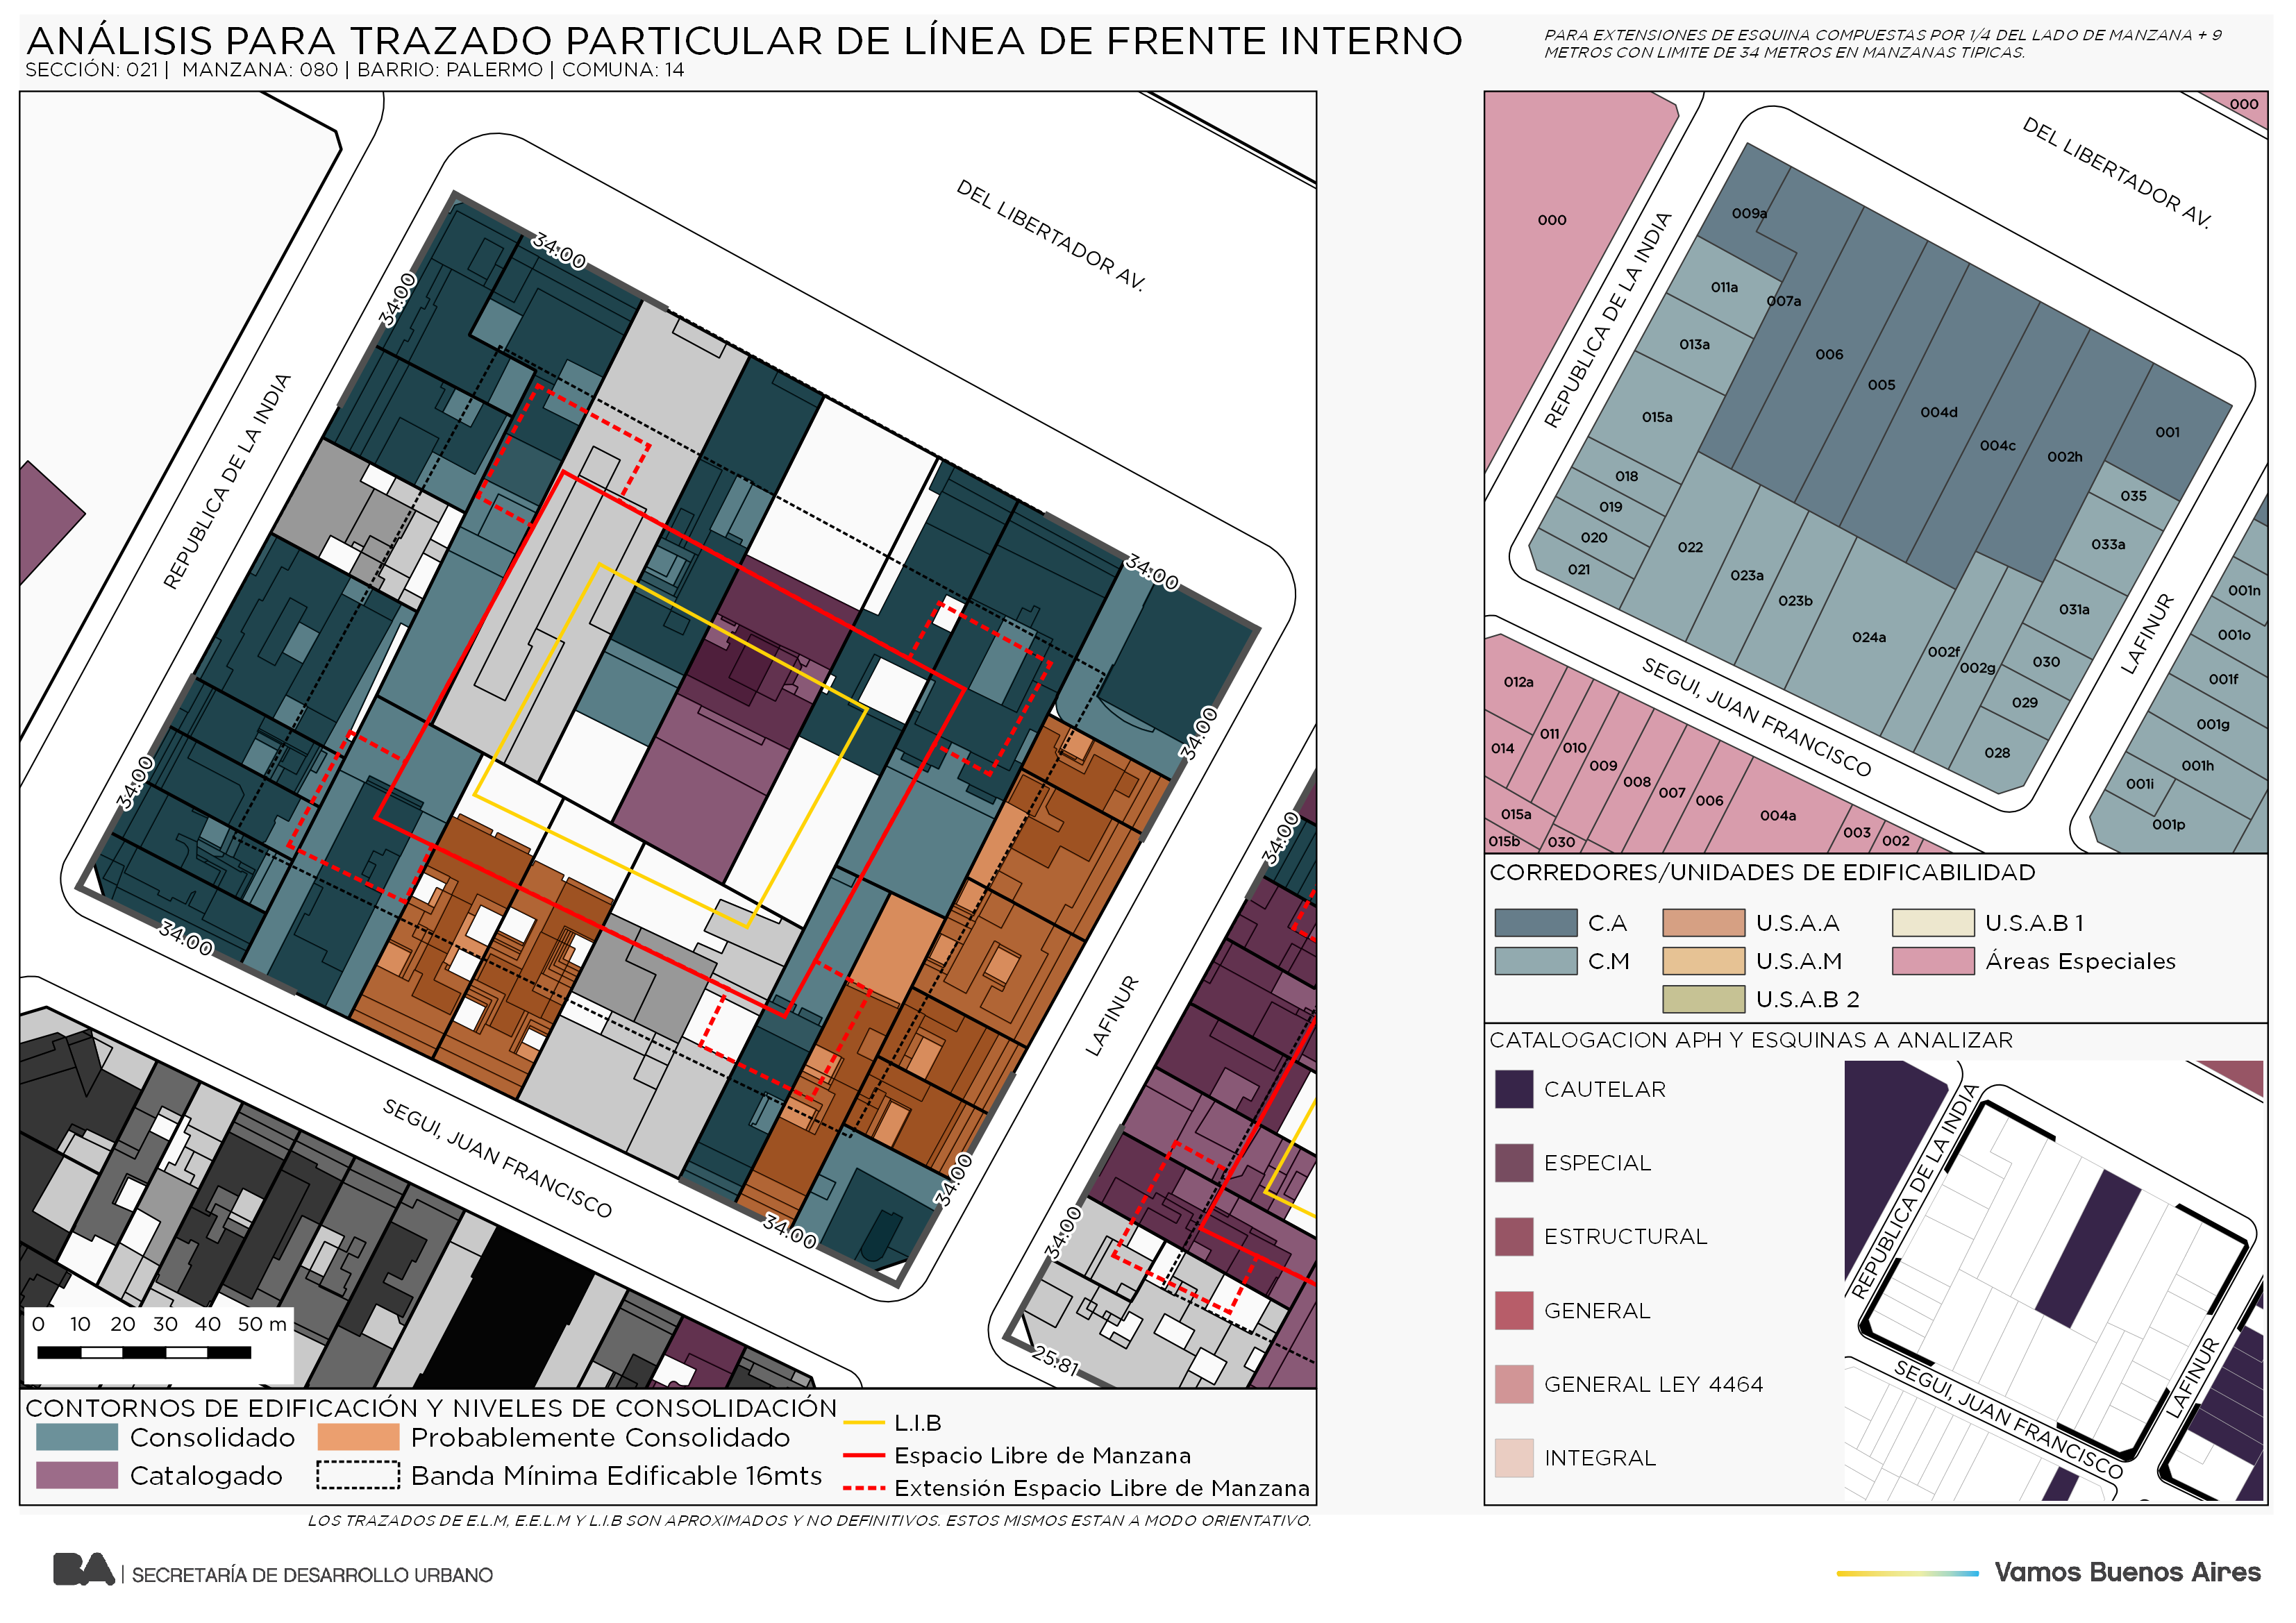 ANÁLISIS PARA TRAZADO PARTICULAR DE LÍNEA DE FRENTE INTERNO
SECCIÓN: 021 | MANZANA: 080 | BARRIO: PALERMO | COMUNA: 14
PARA EXTENSIONES DE ESQUINA COMPUESTAS POR 1/4 DEL LADO DE MANZANA + 9
METROS CON LIMITE DE 34 METROS EN MANZANAS TIPICAS.
DEL LIBERTADOR AV.
34:00
34:00
REPUBLICA DE LA INDIA
34:00
34:00
34:00
34:00
34:00
34:00
34:00
34:00
25.81
LAFINUR
SEGUI, JUAN FRANCISCO
0 10 20 30 40 50 m
CONTORNOS DE EDIFICACIÓN Y NIVELES DE CONSOLIDACIÓN
Consolidado
Probablemente Consolidado
Catalogado
Banda Mínima Edificable 16mts
L.I.B
Espacio Libre de Manzana
Extensión Espacio Libre de Manzana
000
000
DEL LIBERTADOR AV.
REPUBLICA DE LA INDIA
009a
011a
007a
013a
006
005
015a
004d
004c
002h
001
035
018
019
033a
020
022
021
023a
023b
031a
024a
002f
002g
030
029
028
001n
001o
001f
001g
001h
001i
001p
LAFINUR
SEGUI, JUAN FRANCISCO
012a
014
011
010
009
008
007
006
004a
003
002
015a
015b
030
CORREDORES/UNIDADES DE EDIFICABILIDAD
C.A
U.S.A.A
U.S.A.B 1
C.M
U.S.A.M
Áreas Especiales
U.S.A.B 2
CATALOGACION APH Y ESQUINAS A ANALIZAR
CAUTELAR
ESPECIAL
ESTRUCTURAL
GENERAL
GENERAL LEY 4464
INTEGRAL
REPUBLICA DE LA INDIA
LAFINUR
SEGUI, JUAN FRANCISCO
LOS TRAZADOS DE E.L.M, E.E.L.M Y L.I.B SON APROXIMADOS Y NO DEFINITIVOS. ESTOS MISMOS ESTAN A MODO ORIENTATIVO.
BA | SECRETARÍA DE DESARROLLO URBANO
Vamos Buenos Aires